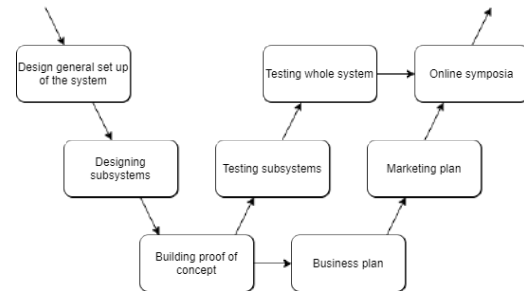 Design general set up
of the system
Testing whole system
Online symposia
Designing
subsystems
Testing subsystems
Marketing plan
Building proof of
concept
Business plan